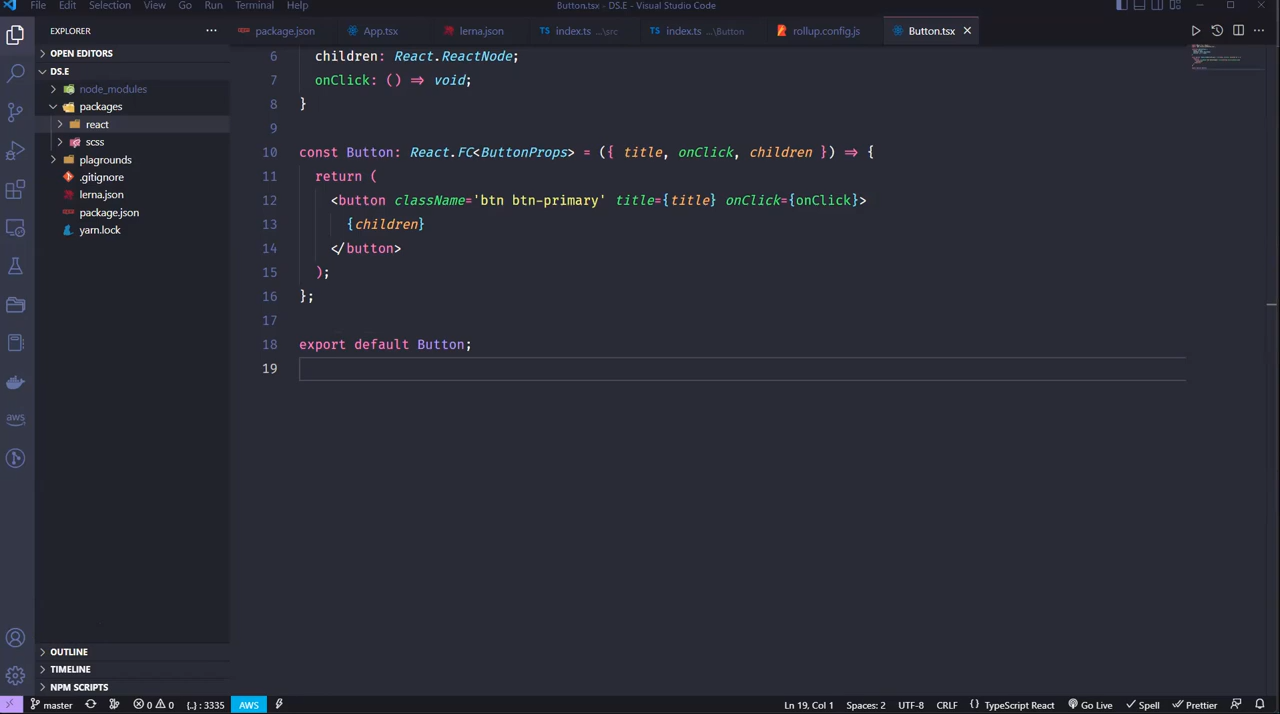 File Edit Selection View Go Run Terminal Help
Button.tsx - DS.E - Visual Studio Code
EXPLORER
package.json App.tsx lerna.json index.ts ...\src index.ts ...\Button rollup.config.js Button.tsx
OPEN EDITORS
DS.E
node_modules
packages
react
scss
plagrounds
.gitignore
lerna.json
package.json
yarn.lock
6 children: React.ReactNode;
7 onClick: () => void;
8 }
9
10 const Button: React.FC<ButtonProps> = ({ title, onClick, children }) => {
11 return (
12 <button className='btn btn-primary' title={title} onClick={onClick}>
13 {children}
14 </button>
15 );
16 };
17
18 export default Button;
19
aws
OUTLINE
TIMELINE
NPM SCRIPTS
master 0 0 {..} : 3335 AWS Ln 19, Col 1 Spaces: 2 UTF-8 CRLF { } TypeScript React Go Live Spell Prettier